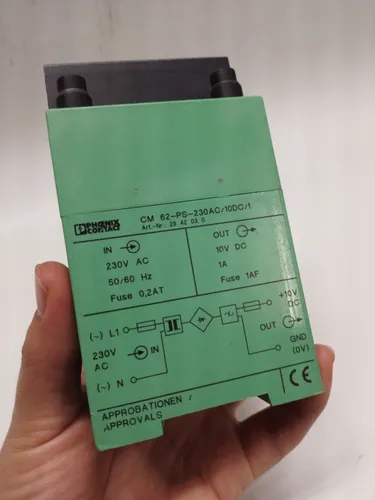 PHŒNIX
CONTACT
CM 62-PS-230AC/10DC/1
Art.-Nr.: 29 42 03 0
IN
230V AC
50/60 Hz
Fuse 0,2AT
OUT
10V DC
1A
Fuse 1AF
(~) L1
230V
AC
IN
(~) N
+10V
DC
OUT
GND
(0V)
APPROBATIONEN /
APPROVALS
CE